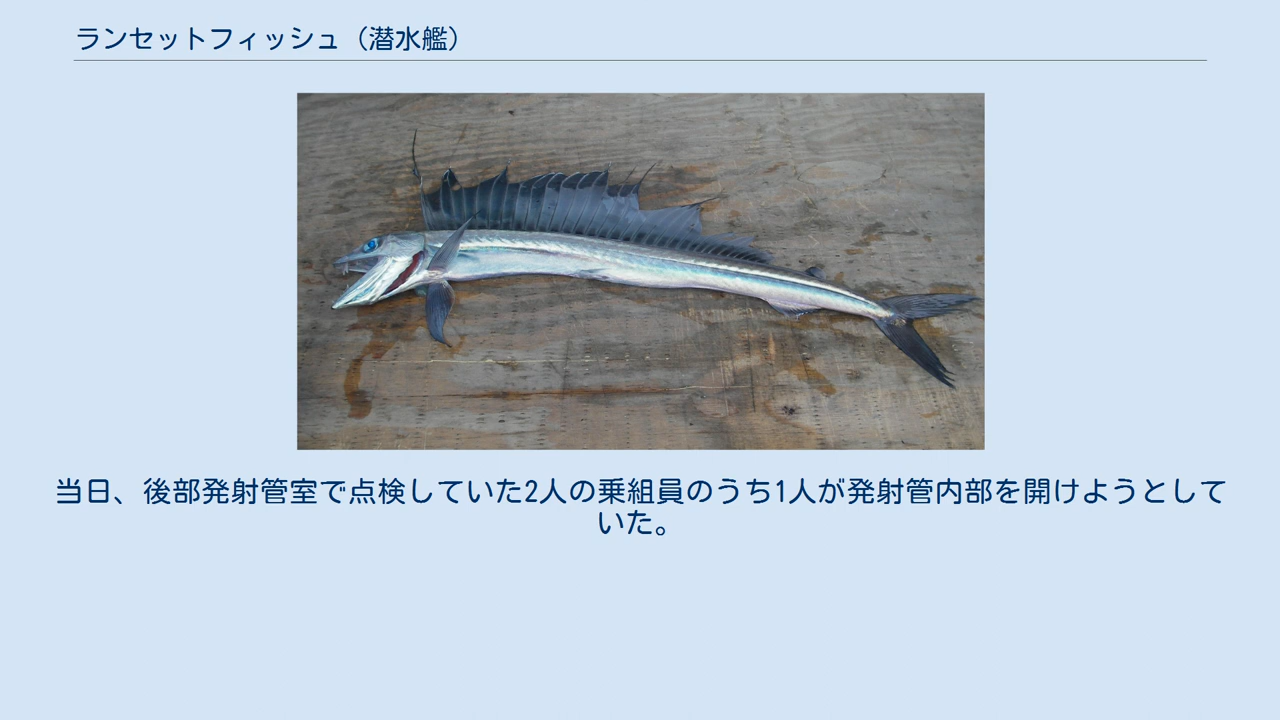 ランセットフィッシュ（潜水艦）
当日、後部発射管室で点検していた2人の乗組員のうち1人が発射管内部を開けようとして
いた。